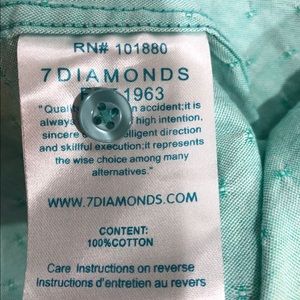 RN# 101880
7DIAMONDS
1963
"Quali accident;it is
always of high intention,
sincere elligent direction
and skillful execution;it represents
the wise choice among many
alternatives."
WWW.7DIAMONDS.COM
CONTENT:
100%COTTON
Care Instructions on reverse
Instructions d'entretien au revers